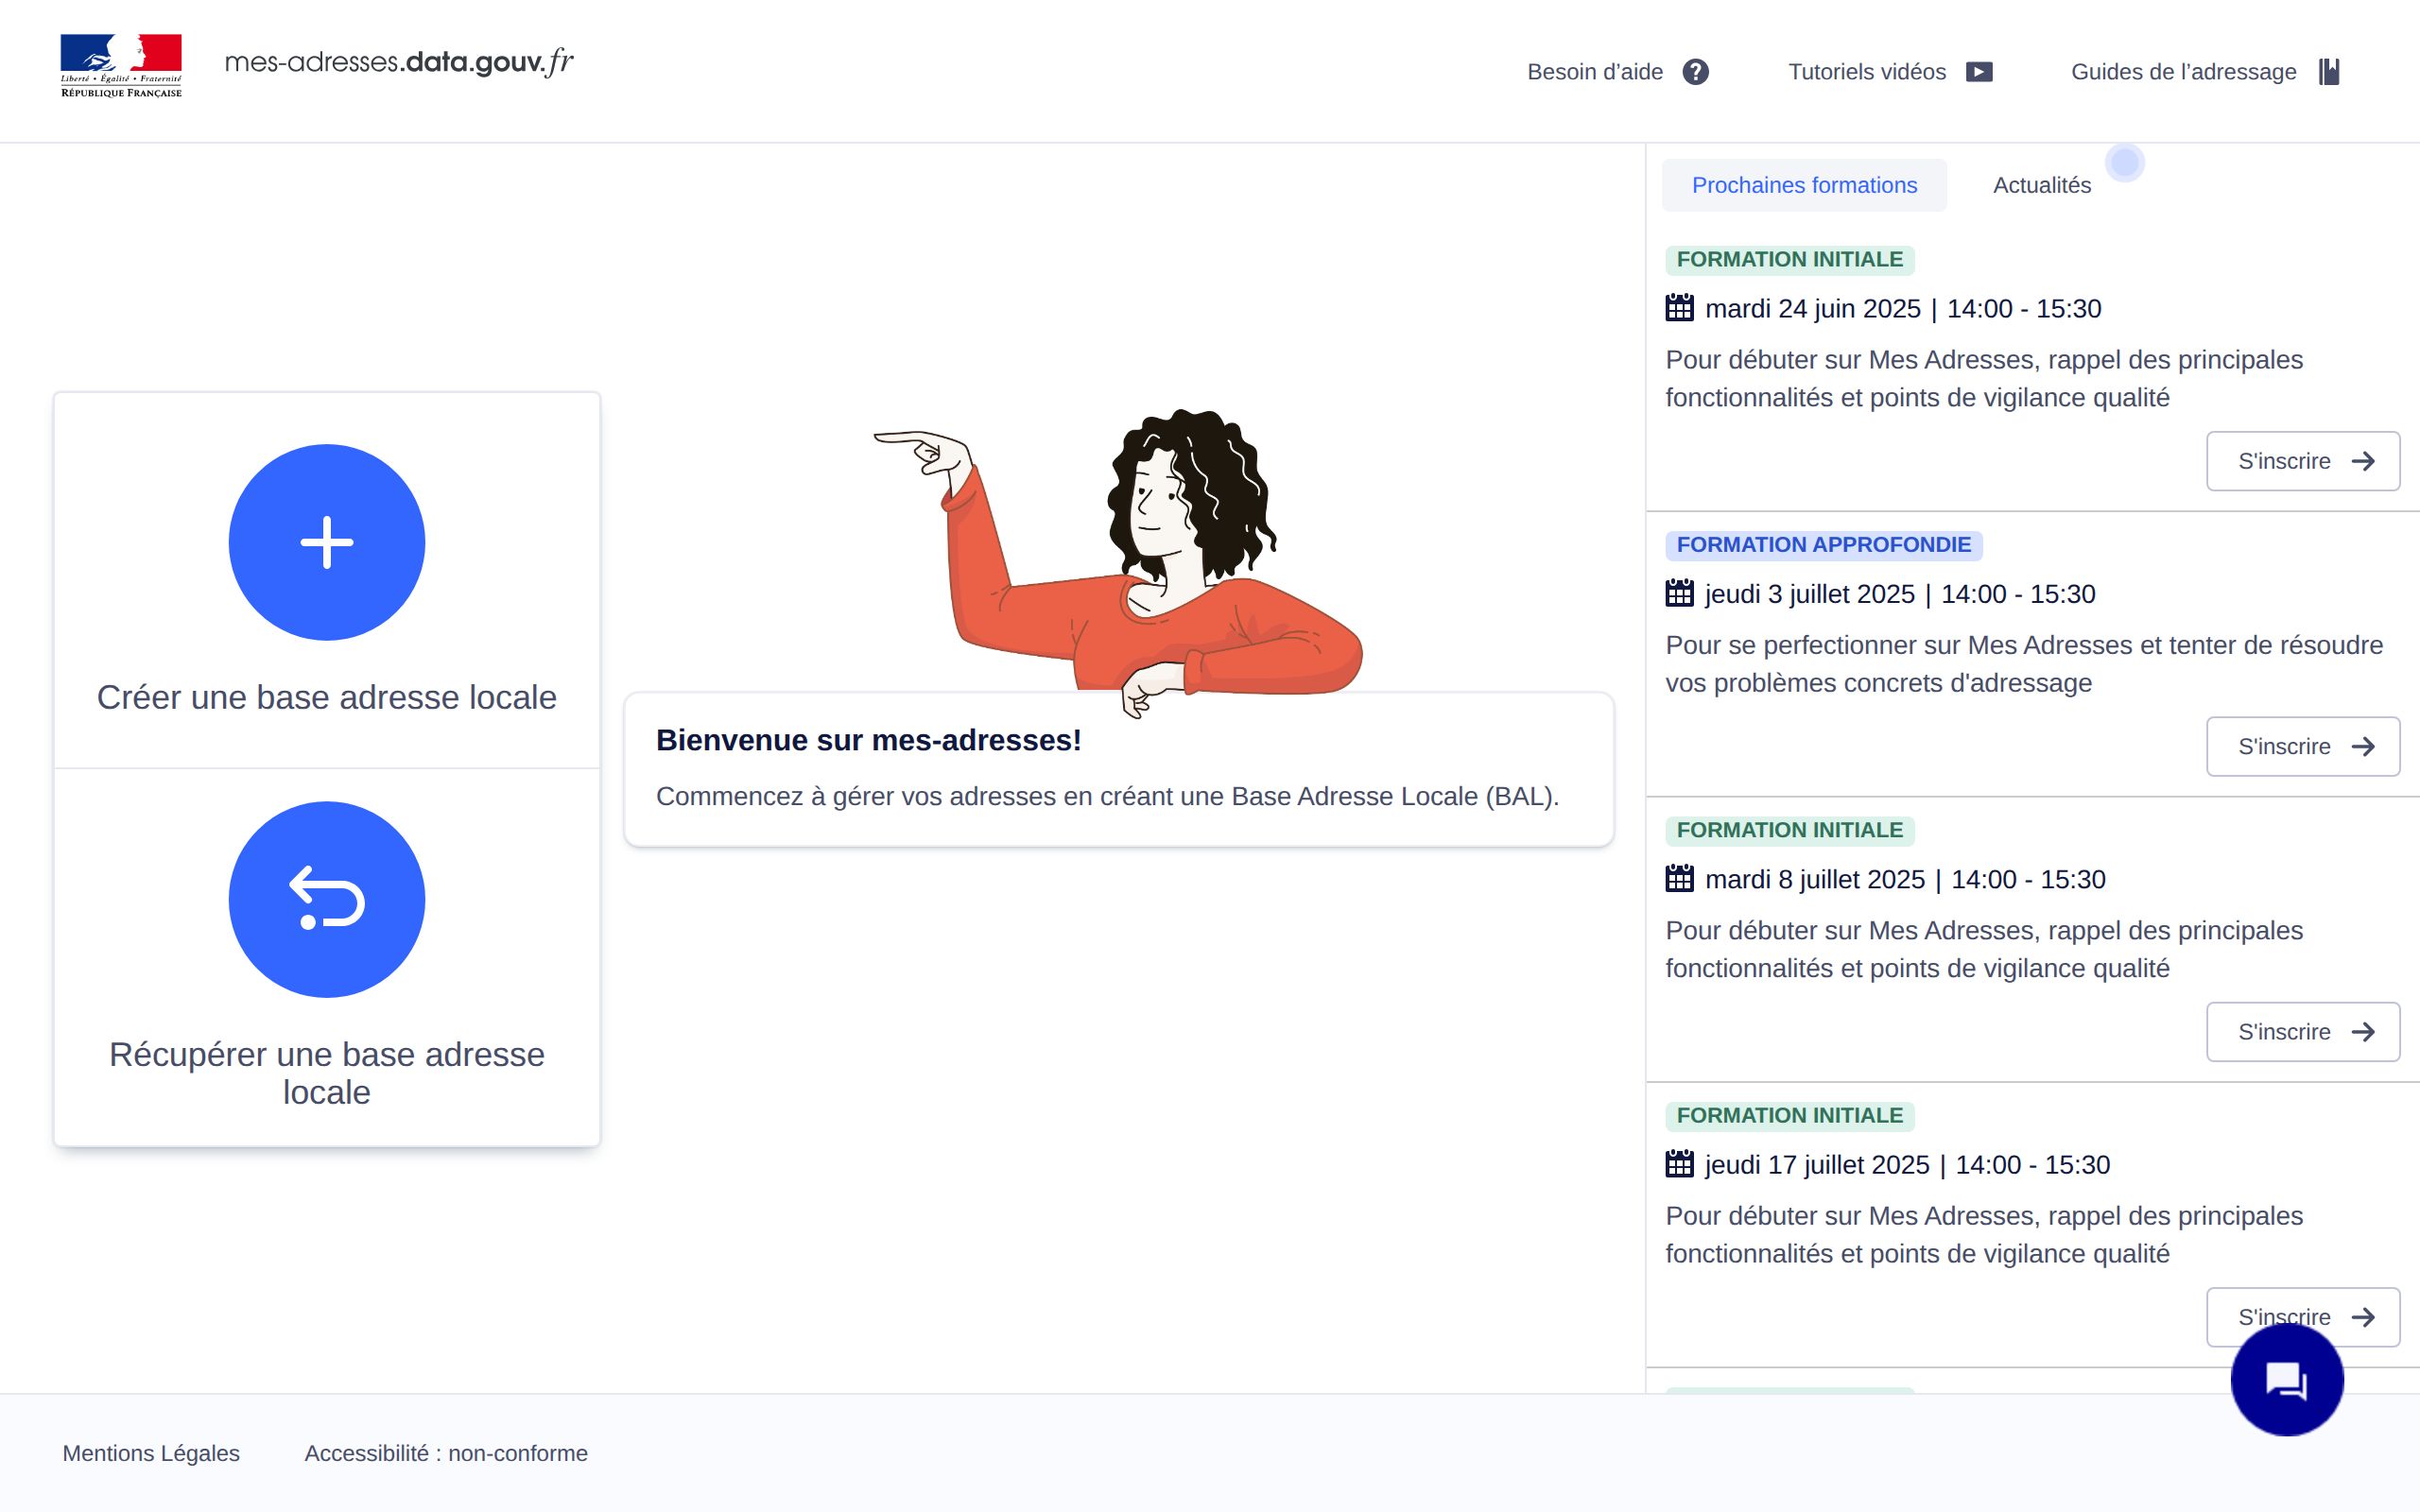 Liberté • Égalité • Fraternité
RÉPUBLIQUE FRANÇAISE
mes-adresses.data.gouv.fr
Besoin d’aide
Tutoriels vidéos
Guides de l’adressage
Créer une base adresse locale
Récupérer une base adresse
locale
Bienvenue sur mes-adresses!
Commencez à gérer vos adresses en créant une Base Adresse Locale (BAL).
Prochaines formations
Actualités
FORMATION INITIALE
mardi 24 juin 2025 | 14:00 - 15:30
Pour débuter sur Mes Adresses, rappel des principales
fonctionnalités et points de vigilance qualité
S'inscrire
FORMATION APPROFONDIE
jeudi 3 juillet 2025 | 14:00 - 15:30
Pour se perfectionner sur Mes Adresses et tenter de résoudre
vos problèmes concrets d'adressage
S'inscrire
FORMATION INITIALE
mardi 8 juillet 2025 | 14:00 - 15:30
Pour débuter sur Mes Adresses, rappel des principales
fonctionnalités et points de vigilance qualité
S'inscrire
FORMATION INITIALE
jeudi 17 juillet 2025 | 14:00 - 15:30
Pour débuter sur Mes Adresses, rappel des principales
fonctionnalités et points de vigilance qualité
S'inscrire
Mentions Légales
Accessibilité : non-conforme